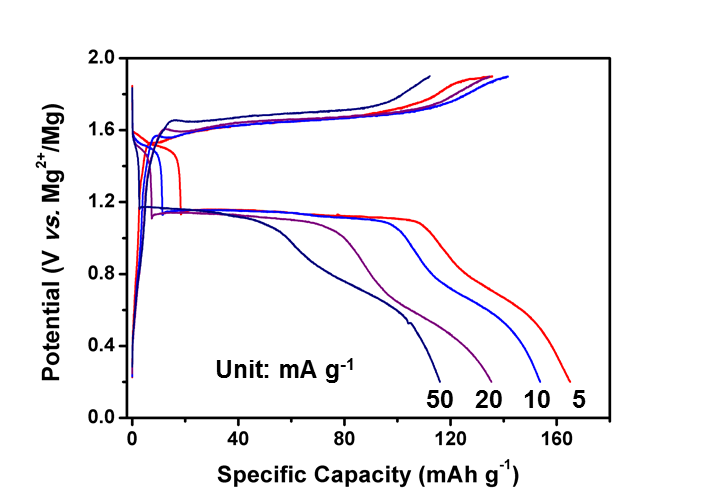 2.0
1.6
1.2
0.8
0.4
0.0
Potential (V vs. Mg²⁺/Mg)
Unit: mA g⁻¹
50 20 10 5
0 40 80 120 160
Specific Capacity (mAh g⁻¹)